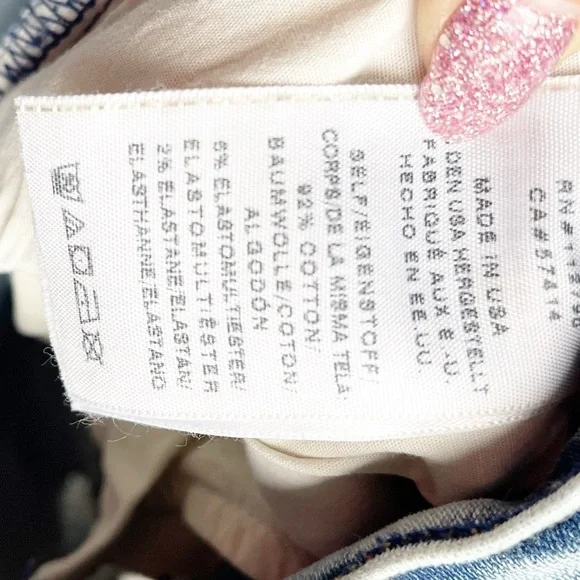 CA#57414
MADE IN USA
DEN USA HERGESTELLT
FABRIQUÉ AUX É.-U.
HECHO EN EE.UU
SELF/EIGENSTOFF/
CORPS/DE LA MISMA TELA
92% COTTON/
BAUMWOLLE/COTON/
ALGODÓN
6% ELASTOMULTIESTER/
ELASTOMULTIÉSTER
2% ELASTANE/ELASTAN/
ELASTHANNE/ELASTANO